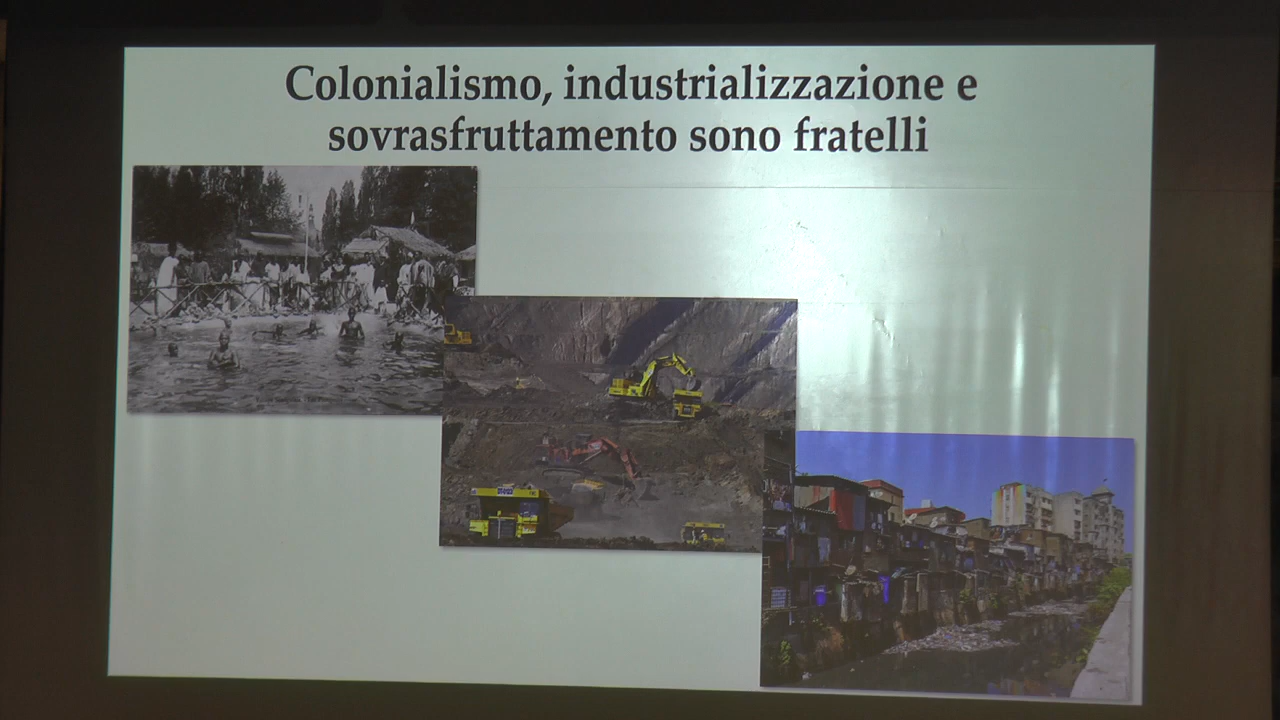 Colonialismo, industrializzazione e
sovrasfruttamento sono fratelli